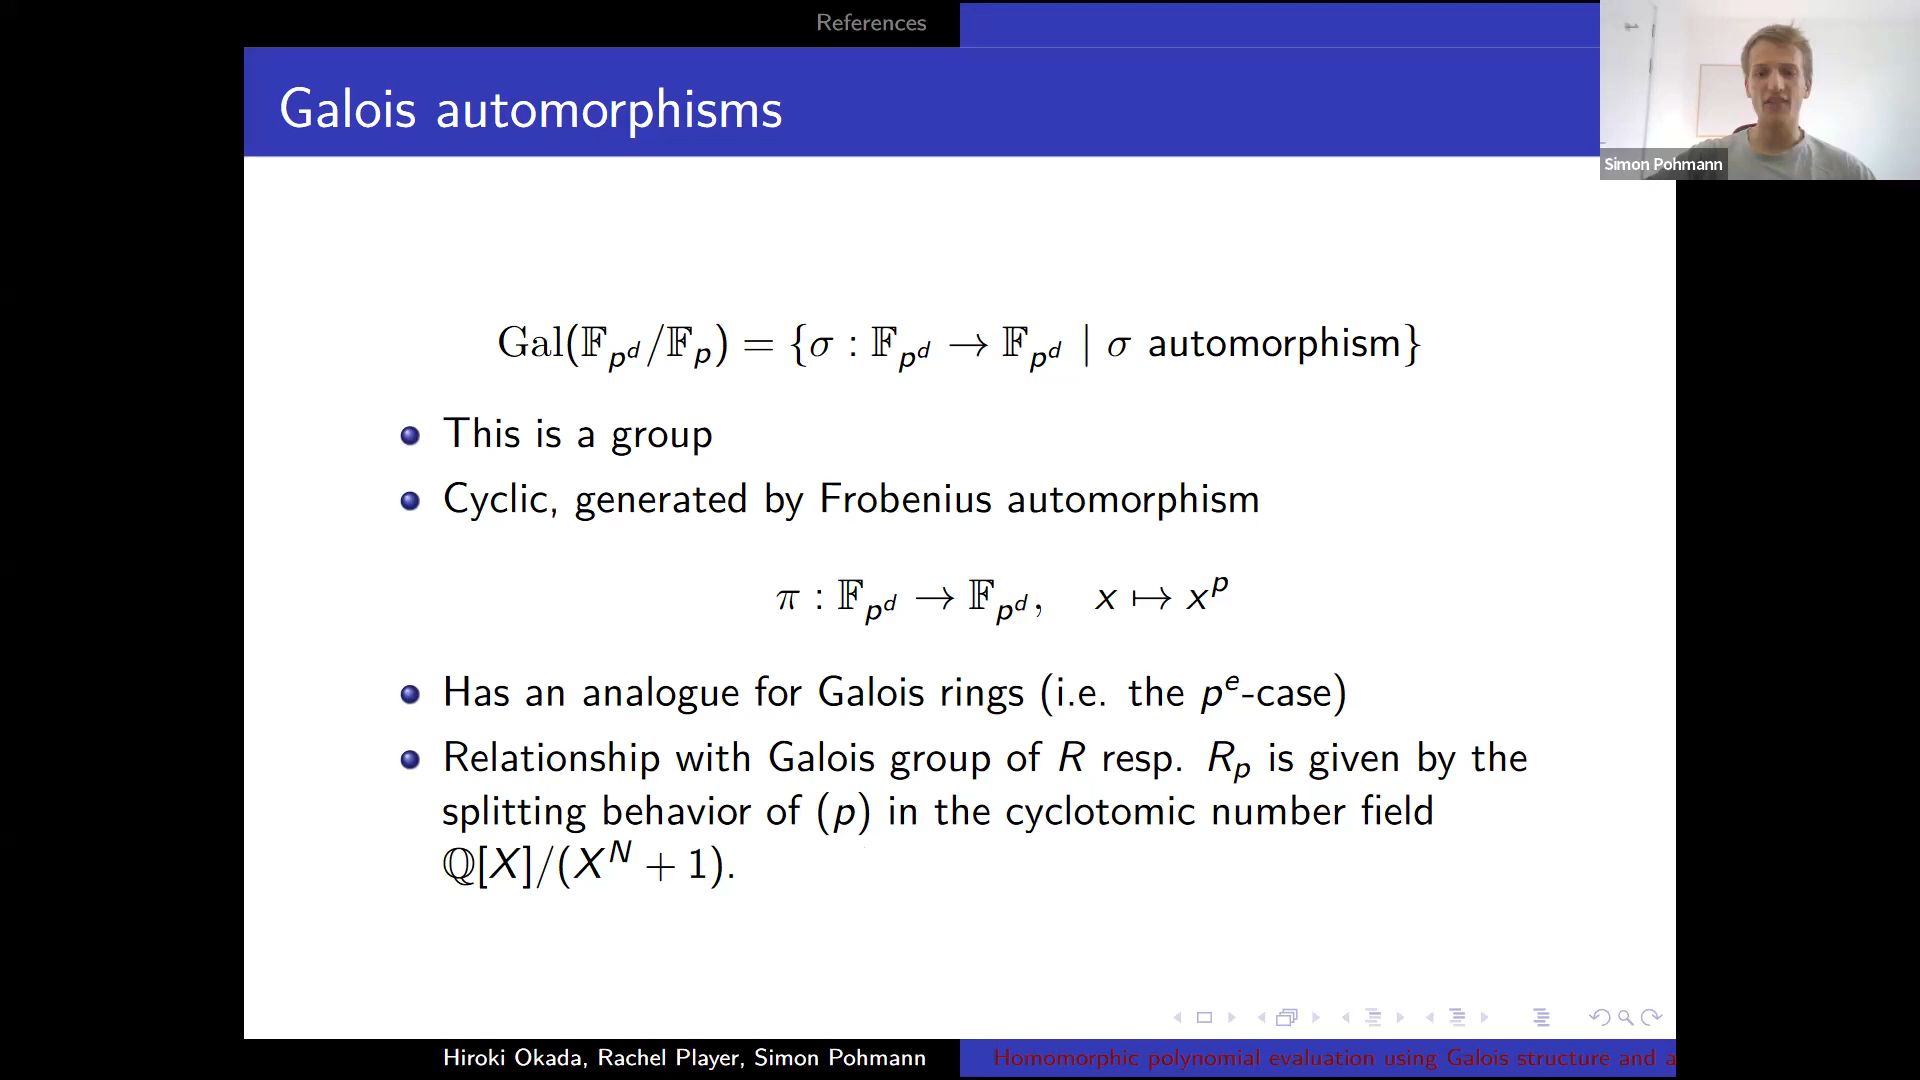 References
Galois automorphisms
Simon Pohmann
Gal(𝔽_{p^d}/𝔽_p) = {σ : 𝔽_{p^d} → 𝔽_{p^d} | σ automorphism}
This is a group
Cyclic, generated by Frobenius automorphism
π : 𝔽_{p^d} → 𝔽_{p^d}, x ↦ x^p
Has an analogue for Galois rings (i.e. the p^e-case)
Relationship with Galois group of R resp. R_p is given by the
splitting behavior of (p) in the cyclotomic number field
ℚ[X]/(X^N + 1).
Hiroki Okada, Rachel Player, Simon Pohmann
Homomorphic polynomial evaluation using Galois structure and a